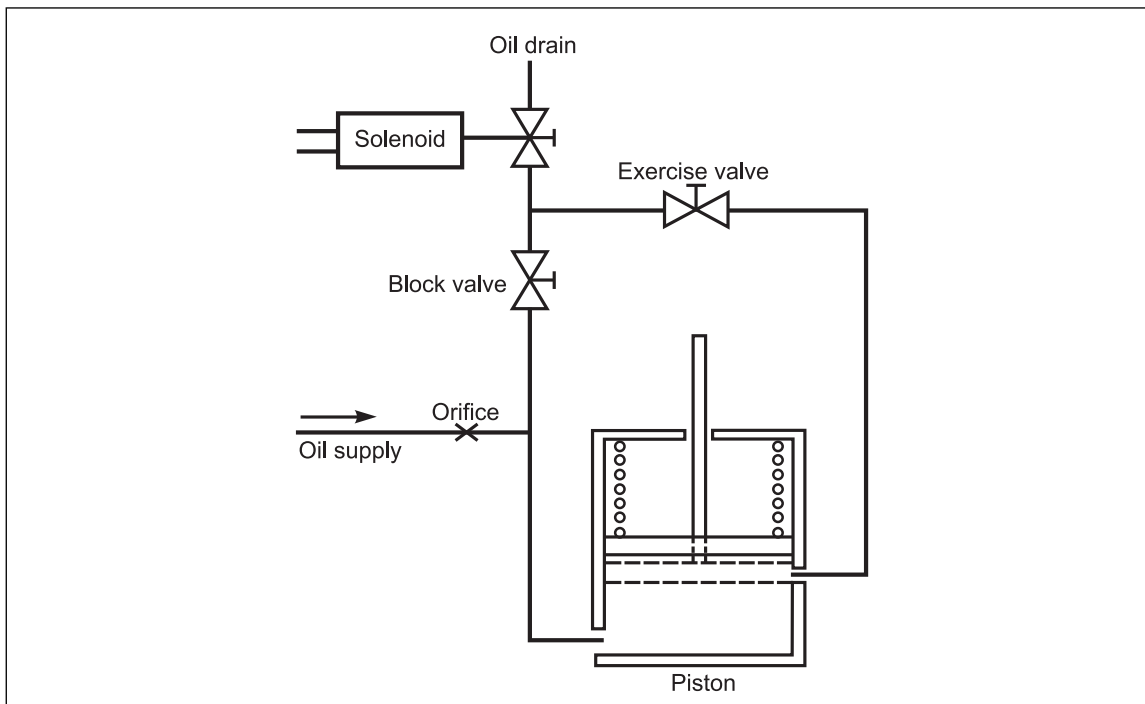 Oil drain
Solenoid
Exercise valve
Block valve
Orifice
Oil supply
Piston